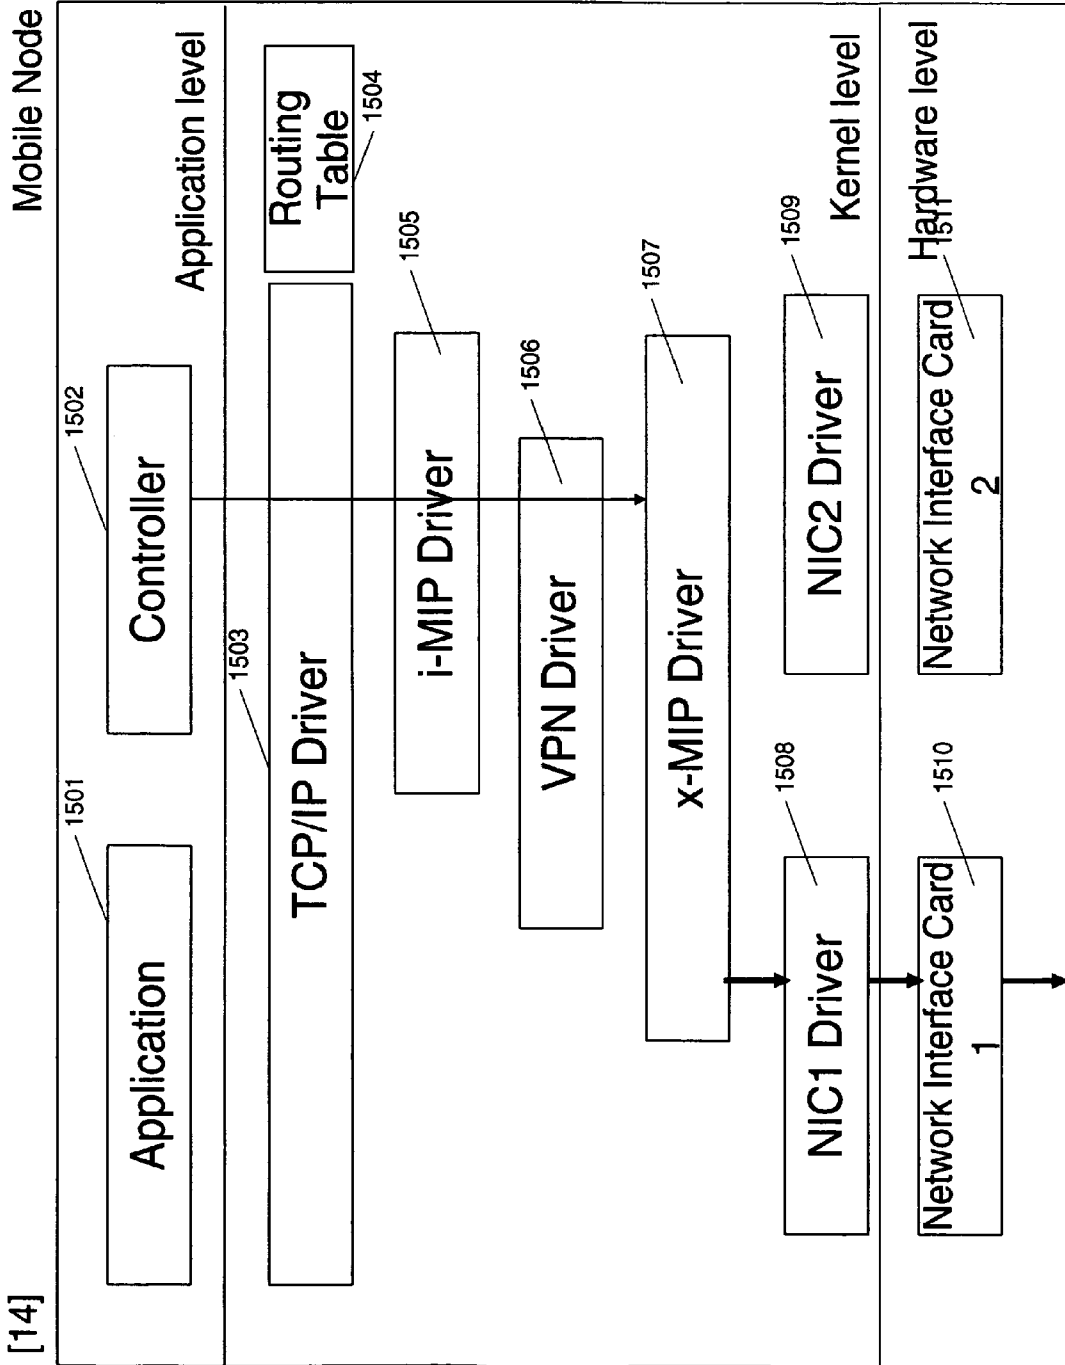 [14]
Mobile Node
Application level
1501
Application
1502
Controller
1503
TCP/IP Driver
Routing
Table
1504
1505
i-MIP Driver
1506
VPN Driver
1507
x-MIP Driver
1508
NIC1 Driver
1509
NIC2 Driver
Kernel level
Hardware level
1510
Network Interface Card
1
1511
Network Interface Card
2